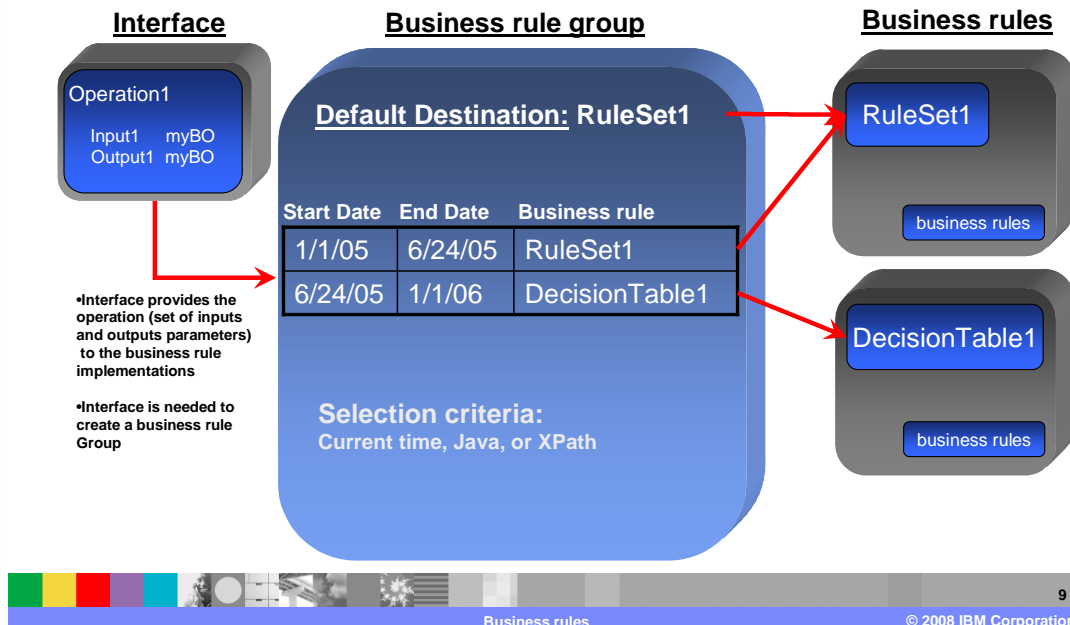 Interface
Business rule group
Business rules
Operation1
Input1 myBO
Output1 myBO
Default Destination: RuleSet1
Start Date End Date Business rule
1/1/05 6/24/05 RuleSet1
6/24/05 1/1/06 DecisionTable1
Selection criteria:
Current time, Java, or XPath
RuleSet1
business rules
DecisionTable1
business rules
•Interface provides the
operation (set of inputs
and outputs parameters)
to the business rule
implementations
•Interface is needed to
create a business rule
Group
9
Business rules
© 2008 IBM Corporation